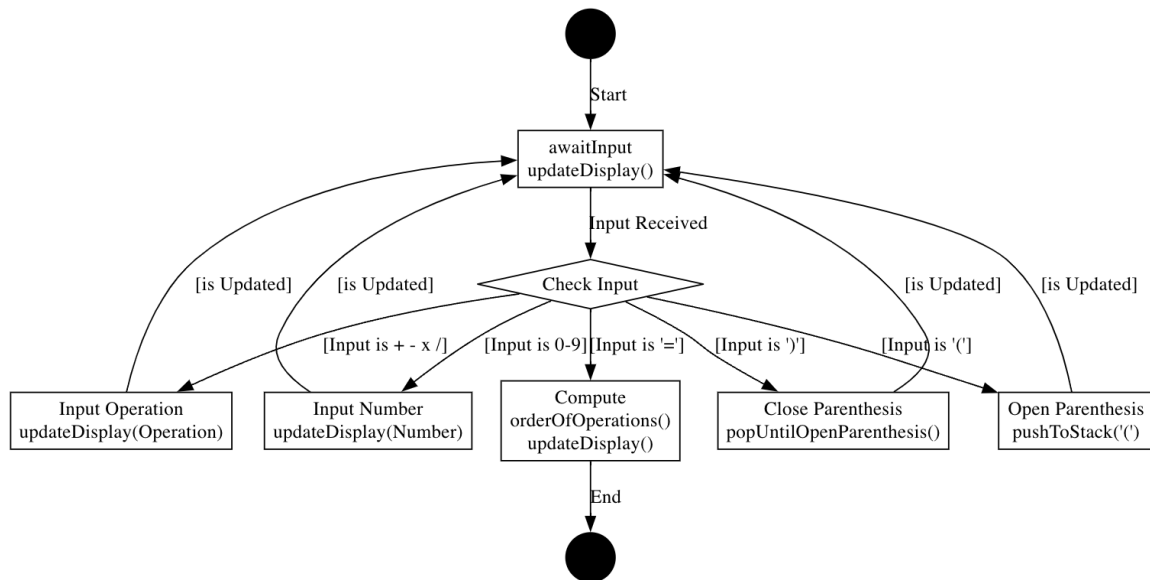 Start
awaitInput
updateDisplay()
Input Received
[is Updated]
[is Updated]
Check Input
[is Updated]
[is Updated]
[Input is + - x /]
[Input is 0-9]
[Input is '=']
[Input is ')']
[Input is '(']
Input Operation
updateDisplay(Operation)
Input Number
updateDisplay(Number)
Compute
orderOfOperations()
updateDisplay()
Close Parenthesis
popUntilOpenParenthesis()
Open Parenthesis
pushToStack('(')
End